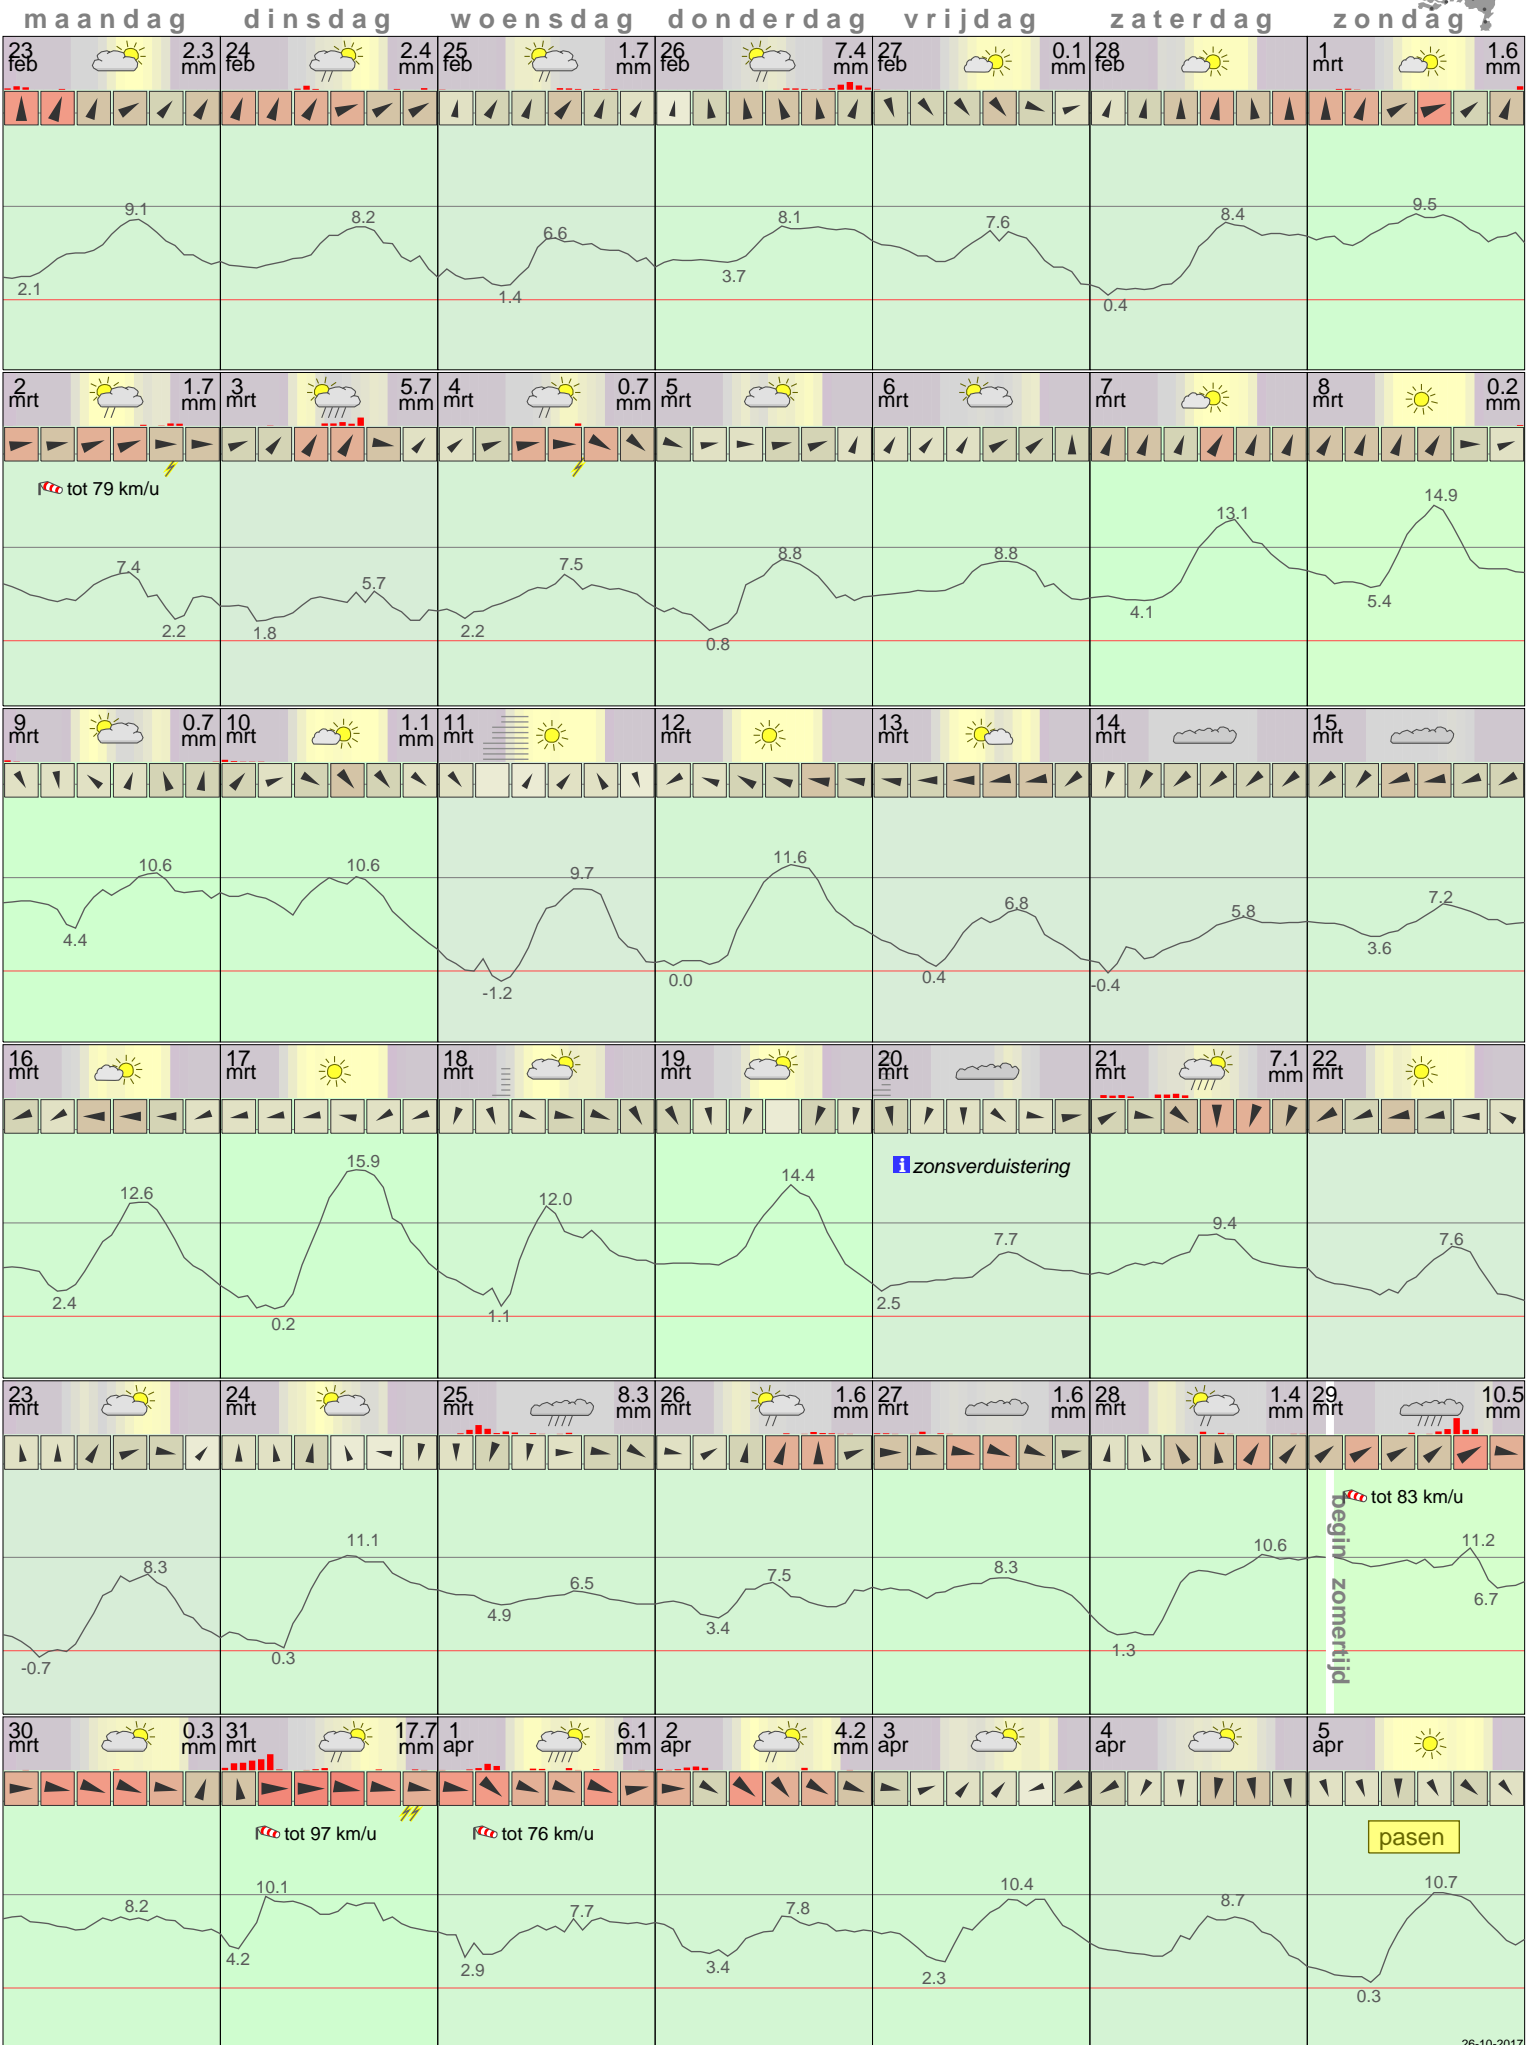 maandag dinsdag woensdag donderdag vrijdag zaterdag zondag
23 feb 2.3 mm 24 feb 2.4 mm 25 feb 1.7 mm 26 feb 7.4 mm 27 feb 0.1 mm 28 feb 1 mrt 1.6 mm
9.1 8.2 6.6 8.1 7.6 8.4 9.5
2.1 1.4 3.7 0.4
2 mrt 1.7 mm 3 mrt 5.7 mm 4 mrt 0.7 mm 5 mrt 6 mrt 7 mrt 8 mrt 0.2 mm
tot 79 km/u
7.4 5.7 7.5 8.8 8.8 13.1 14.9
2.2 1.8 2.2 0.8 4.1 5.4
9 mrt 0.7 mm 10 mrt 1.1 mm 11 mrt 12 mrt 13 mrt 14 mrt 15 mrt
10.6 10.6 9.7 11.6 6.8 5.8 7.2
4.4 -1.2 0.0 0.4 -0.4 3.6
16 mrt 17 mrt 18 mrt 19 mrt 20 mrt 21 mrt 7.1 mm 22 mrt
i zonsverduistering
12.6 15.9 12.0 14.4 7.7 9.4 7.6
2.4 0.2 1.1 2.5
23 mrt 24 mrt 25 mrt 8.3 mm 26 mrt 1.6 mm 27 mrt 1.6 mm 28 mrt 1.4 mm 29 mrt 10.5 mm
tot 83 km/u
begin zomertijd
8.3 11.1 6.5 7.5 8.3 10.6 11.2
-0.7 0.3 4.9 3.4 1.3 6.7
30 mrt 0.3 mm 31 mrt 17.7 mm 1 apr 6.1 mm 2 apr 4.2 mm 3 apr 4 apr 5 apr
tot 97 km/u tot 76 km/u pasen
8.2 10.1 7.7 7.8 10.4 8.7 10.7
4.2 2.9 3.4 2.3 0.3
26-10-2017